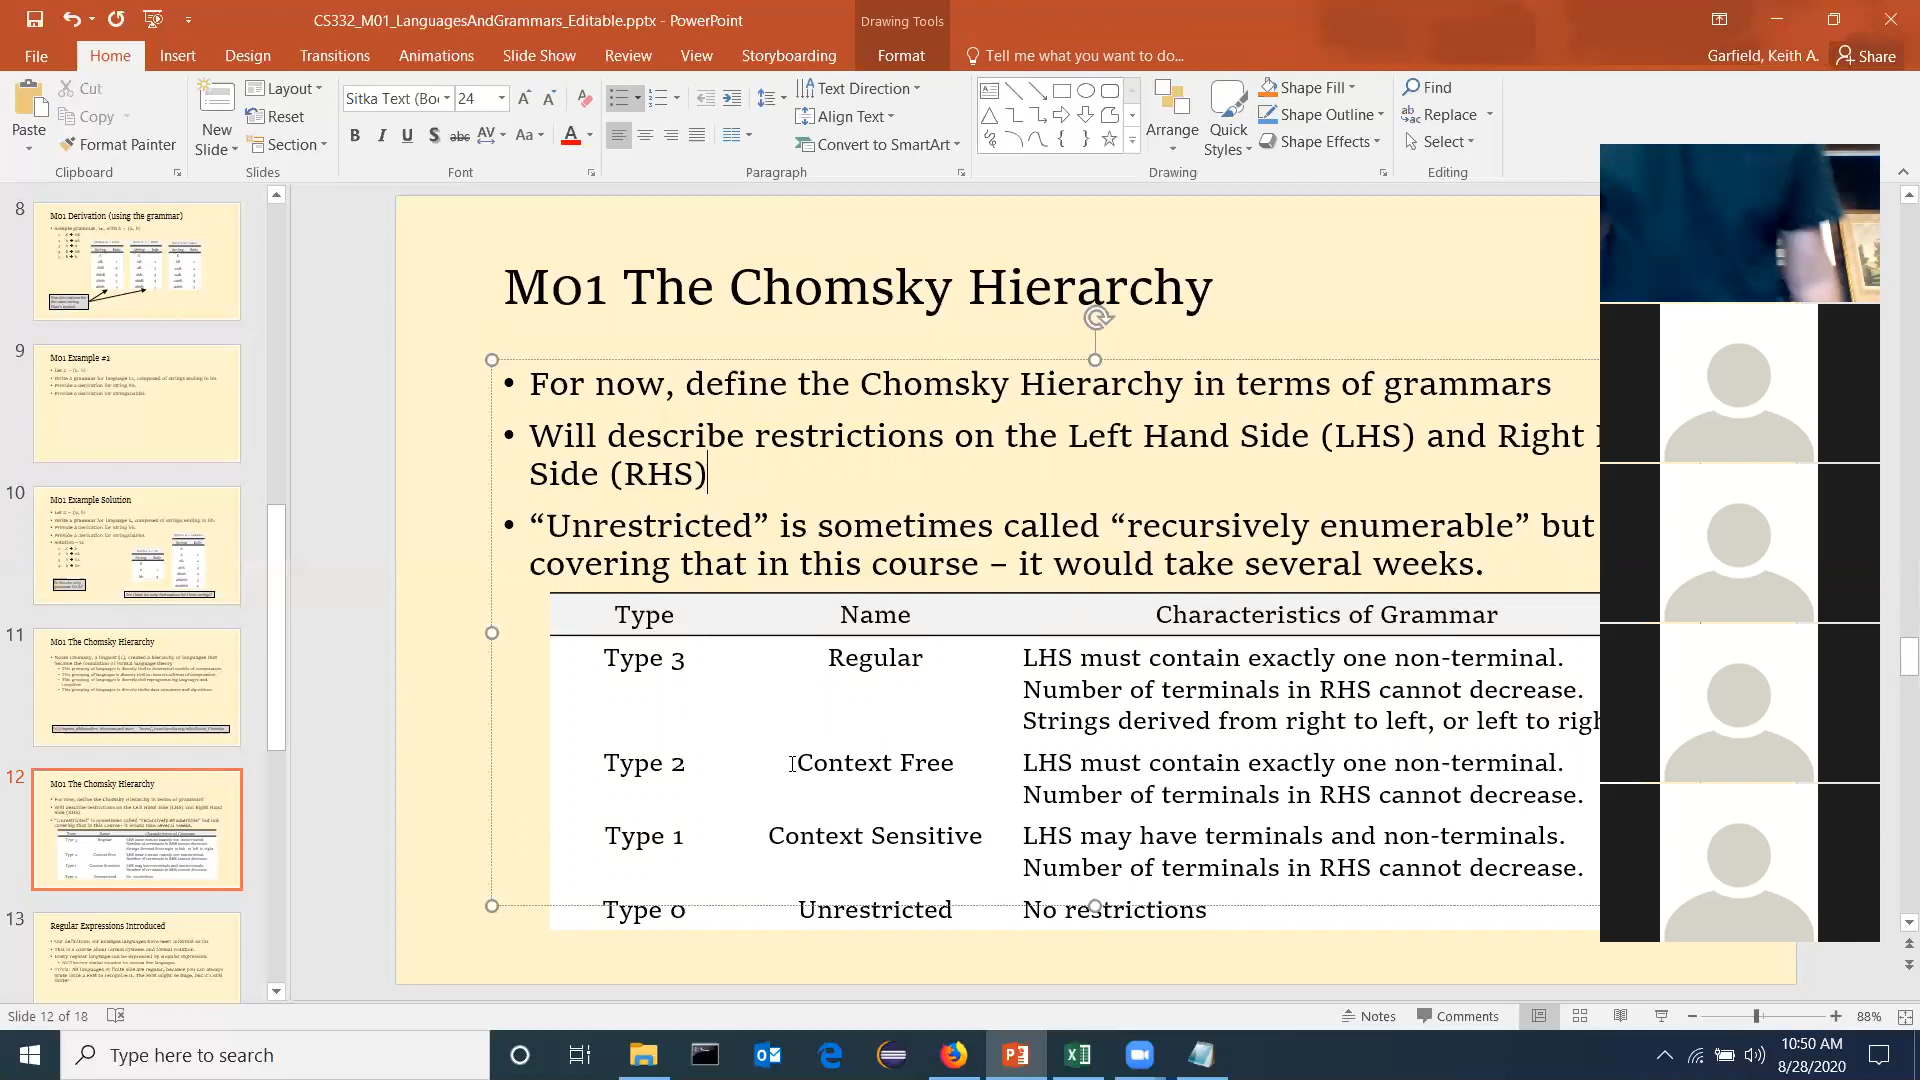 CS332_M01_LanguagesAndGrammars_Editable.pptx - PowerPoint
Drawing Tools
File Home Insert Design Transitions Animations Slide Show Review View Storyboarding Format Tell me what you want to do... Garfield, Keith A. Share
Paste
Cut
Copy
Format Painter
Clipboard
New Slide
Layout
Reset
Section
Slides
Sitka Text (Bo 24
Font
Text Direction
Align Text
Convert to SmartArt
Paragraph
Arrange
Quick Styles
Shape Fill
Shape Outline
Shape Effects
Drawing
Find
Replace
Select
Editing
8
M01 Derivation (using the grammar)
9
M01 Example #1
10
M01 Example Solution
11
M01 The Chomsky Hierarchy
12
M01 The Chomsky Hierarchy
13
Regular Expressions Introduced
M01 The Chomsky Hierarchy
• For now, define the Chomsky Hierarchy in terms of grammars
• Will describe restrictions on the Left Hand Side (LHS) and Right
Side (RHS)
• “Unrestricted” is sometimes called “recursively enumerable” but
covering that in this course – it would take several weeks.
Type Name Characteristics of Grammar
Type 3 Regular LHS must contain exactly one non-terminal.
Number of terminals in RHS cannot decrease.
Strings derived from right to left, or left to righ
Type 2 Context Free LHS must contain exactly one non-terminal.
Number of terminals in RHS cannot decrease.
Type 1 Context Sensitive LHS may have terminals and non-terminals.
Number of terminals in RHS cannot decrease.
Type 0 Unrestricted No restrictions
Slide 12 of 18
Notes Comments 88%
Type here to search
10:50 AM
8/28/2020